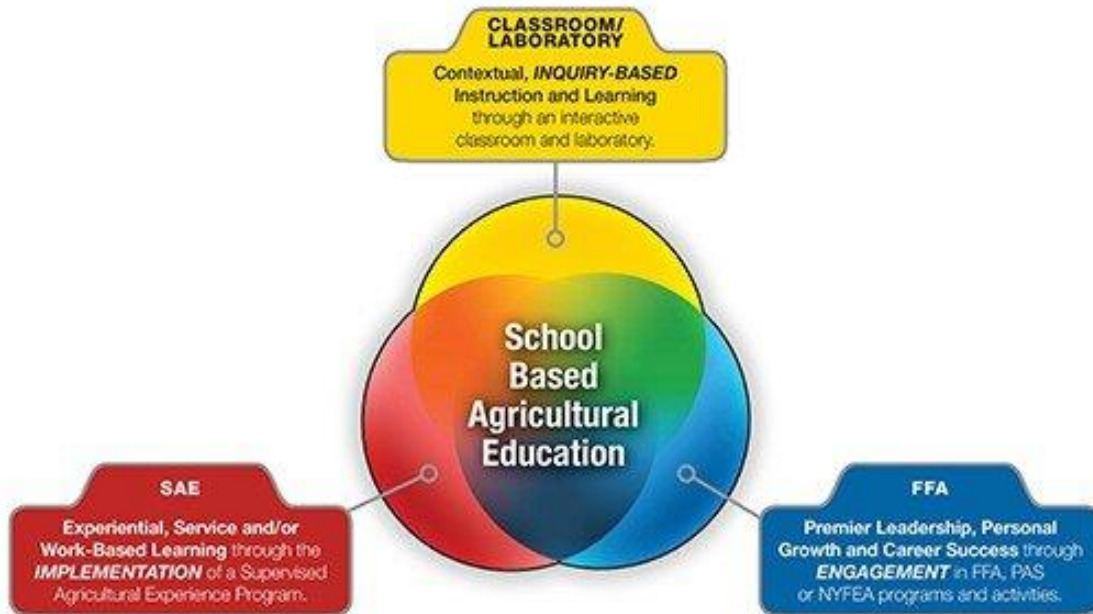 CLASSROOM/
LABORATORY
Contextual, INQUIRY-BASED
Instruction and Learning
through an interactive
classroom and laboratory.
School
Based
Agricultural
Education
SAE
Experiential, Service and/or
Work-Based Learning through the
IMPLEMENTATION of a Supervised
Agricultural Experience Program.
FFA
Premier Leadership, Personal
Growth and Career Success through
ENGAGEMENT in FFA, PAS
or NYFEA programs and activities.